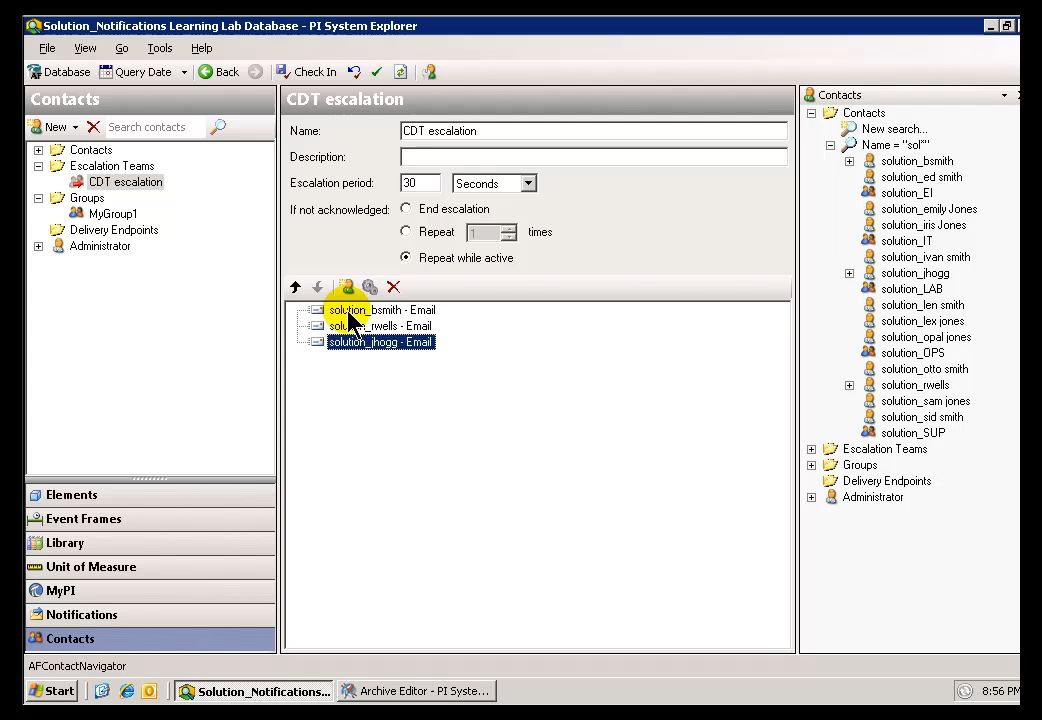 Solution_Notifications Learning Lab Database - PI System Explorer
File View Go Tools Help
Database Query Date Back Check In
Contacts
New Search contacts
Contacts
Escalation Teams
CDT escalation
Groups
MyGroup1
Delivery Endpoints
Administrator
Elements
Event Frames
Library
Unit of Measure
MyPI
Notifications
Contacts
CDT escalation
Name: CDT escalation
Description:
Escalation period: 30 Seconds
If not acknowledged: End escalation
Repeat 1 times
Repeat while active
solution_bsmith - Email
solution_rwells - Email
solution_jhogg - Email
Contacts
Contacts
New search...
Name = "sol*"
solution_bsmith
solution_ed smith
solution_EI
solution_emily Jones
solution_iris Jones
solution_IT
solution_ivan smith
solution_jhogg
solution_LAB
solution_len smith
solution_lex jones
solution_opal jones
solution_OPS
solution_otto smith
solution_rwells
solution_sam jones
solution_sid smith
solution_SUP
Escalation Teams
Groups
Delivery Endpoints
Administrator
AFContactNavigator
Start Solution_Notifications... Archive Editor - PI Syste... 8:56 PM